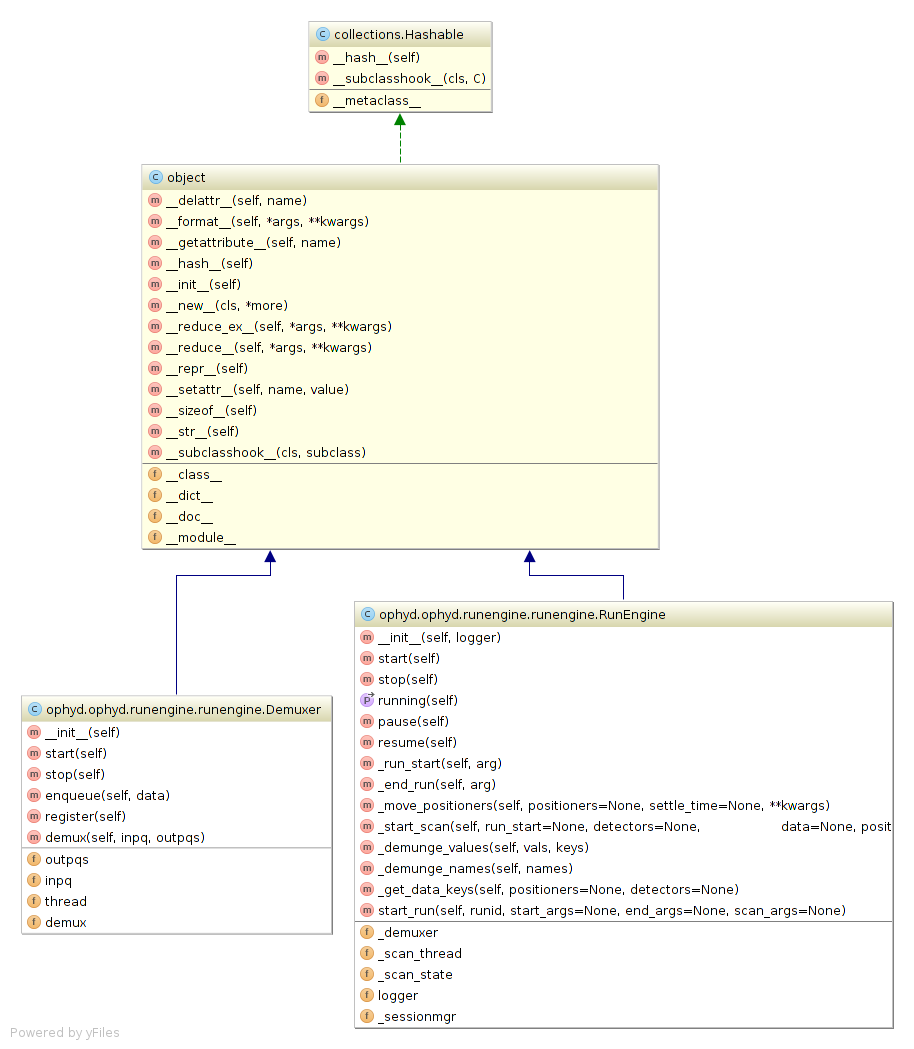 C collections.Hashable
m __hash__(self)
m __subclasshook__(cls, C)
f __metaclass__
C object
m __delattr__(self, name)
m __format__(self, *args, **kwargs)
m __getattribute__(self, name)
m __hash__(self)
m __init__(self)
m __new__(cls, *more)
m __reduce_ex__(self, *args, **kwargs)
m __reduce__(self, *args, **kwargs)
m __repr__(self)
m __setattr__(self, name, value)
m __sizeof__(self)
m __str__(self)
m __subclasshook__(cls, subclass)
f __class__
f __dict__
f __doc__
f __module__
C ophyd.ophyd.runengine.runengine.RunEngine
m __init__(self, logger)
m start(self)
m stop(self)
P running(self)
m pause(self)
m resume(self)
m _run_start(self, arg)
m _end_run(self, arg)
m _move_positioners(self, positioners=None, settle_time=None, **kwargs)
m _start_scan(self, run_start=None, detectors=None, data=None, posit
m _demunge_values(self, vals, keys)
m _demunge_names(self, names)
m _get_data_keys(self, positioners=None, detectors=None)
m start_run(self, runid, start_args=None, end_args=None, scan_args=None)
f _demuxer
f _scan_thread
f _scan_state
f logger
f _sessionmgr
C ophyd.ophyd.runengine.runengine.Demuxer
m __init__(self)
m start(self)
m stop(self)
m enqueue(self, data)
m register(self)
m demux(self, inpq, outpqs)
f outpqs
f inpq
f thread
f demux
Powered by yFiles